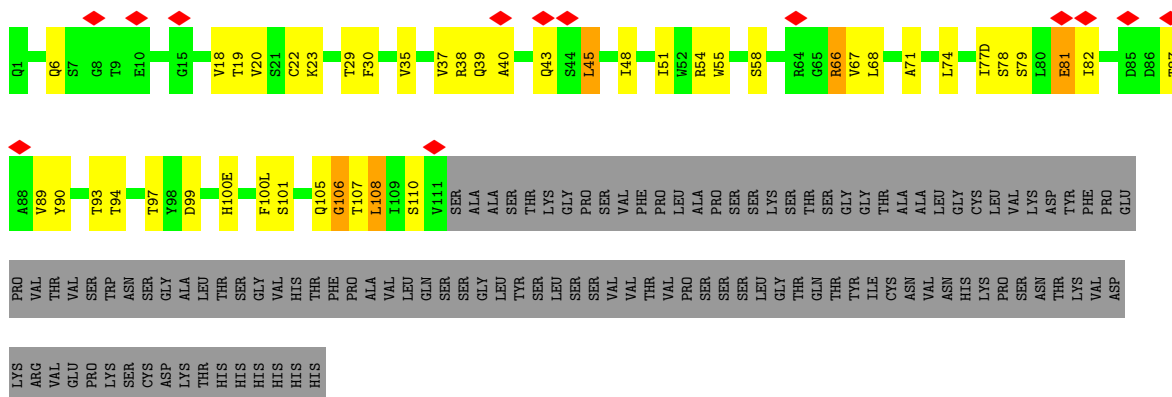 Q1 Q6 S7 G8 T9 E10 G15 V18 T19 V20 S21 C22 K23 T29 F30 V35 V37 R38 Q39 A40 Q43 S44 L45 I48 I51 W52 R54 W55 S58 R64 G65 R66 V67 L68 A71 L74 I77D S78 S79 L80 E81 I82 D85 D86 T87
A88 V89 Y90 T93 T94 T97 Y98 D99 H100E F100L S101 Q105 G106 T107 L108 I109 S110 V111 SER ALA ALA SER THR LYS GLY PRO SER VAL PHE PRO LEU ALA PRO SER SER LYS SER THR SER GLY GLY THR ALA ALA LEU GLY CYS LEU VAL LYS ASP TYR PHE PRO GLU
PRO VAL THR VAL SER TRP ASN SER GLY ALA LEU THR SER GLY VAL HIS THR PHE PRO ALA VAL LEU GLN SER SER GLY LEU TYR SER LEU SER SER VAL VAL THR VAL PRO SER SER SER LEU GLY THR GLN THR TYR ILE CYS ASN VAL ASN HIS LYS PRO SER ASN THR LYS VAL ASP
LYS ARG VAL GLU PRO LYS SER CYS ASP LYS THR HIS HIS HIS HIS HIS HIS